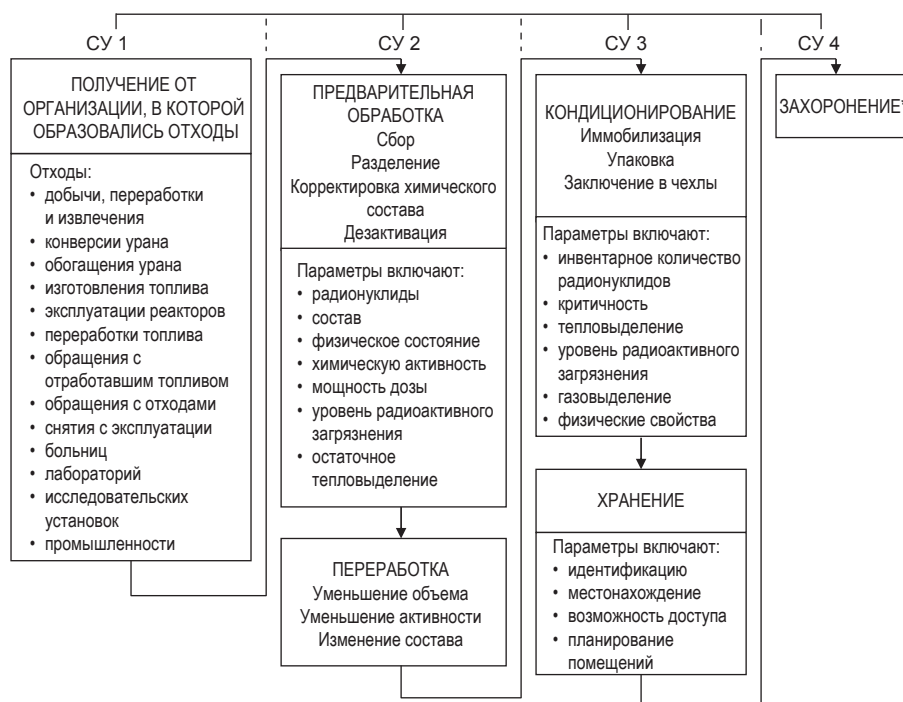 СУ 1
СУ 2
СУ 3
СУ 4
ПОЛУЧЕНИЕ ОТ
ОРГАНИЗАЦИИ, В КОТОРОЙ
ОБРАЗОВАЛИСЬ ОТХОДЫ
Отходы:
• добычи, переработки
и извлечения
• конверсии урана
• обогащения урана
• изготовления топлива
• эксплуатации реакторов
• переработки топлива
• обращения с
отработавшим топливом
• обращения с отходами
• снятия с эксплуатации
• больниц
• лабораторий
• исследовательских
установок
• промышленности
ПРЕДВАРИТЕЛЬНАЯ
ОБРАБОТКА
Сбор
Разделение
Корректировка химического
состава
Дезактивация
Параметры включают:
• радионуклиды
• состав
• физическое состояние
• химическую активность
• мощность дозы
• уровень радиоактивного
загрязнения
• остаточное
тепловыделение
ПЕРЕРАБОТКА
Уменьшение объема
Уменьшение активности
Изменение состава
КОНДИЦИОНИРОВАНИЕ
Иммобилизация
Упаковка
Заключение в чехлы
Параметры включают:
• инвентарное количество
радионуклидов
• критичность
• тепловыделение
• уровень радиоактивного
загрязнения
• газовыделение
• физические свойства
ХРАНЕНИЕ
Параметры включают:
• идентификацию
• местонахождение
• возможность доступа
• планирование
помещений
ЗАХОРОНЕНИЕ*